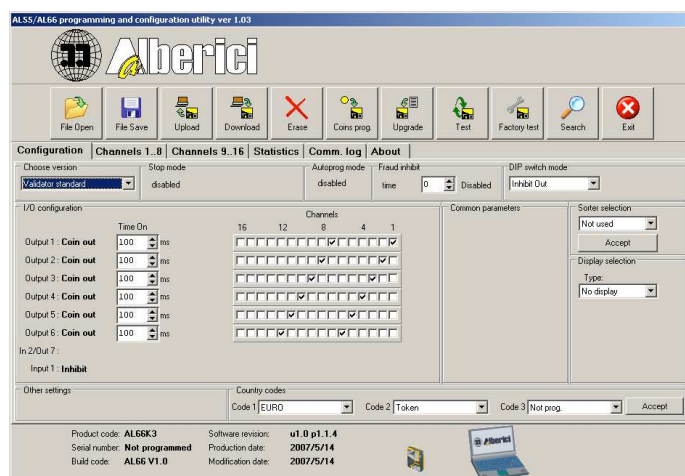 AL55/AL66 programming and configuration utility ver 1.03
Alberici
File Open File Save Upload Download Erase Coins prog. Upgrade Test Factory test Search Exit
Configuration Channels 1..8 Channels 9..16 Statistics Comm. log About
Choose version Stop mode Autoprog mode Fraud inhibit DIP switch mode
Validator standard disabled disabled time 0 Disabled Inhibit Out
I/O configuration Common parameters Sorter selection
Channels
Time On 16 12 8 4 1 Not used
Output 1 : Coin out 100 ms Accept
Output 2 : Coin out 100 ms Display selection
Output 3 : Coin out 100 ms Type:
Output 4 : Coin out 100 ms No display
Output 5 : Coin out 100 ms
Output 6 : Coin out 100 ms
In 2/Out 7 :
Input 1 : Inhibit
Other settings Country codes
Code 1 EURO Code 2 Token Code 3 Not prog. Accept
Product code: AL66K3 Software revision: u1.0 p1.1.4
Serial number: Not programmed Production date: 2007/5/14
Build code: AL66 V1.0 Modification date: 2007/5/14
Alberici